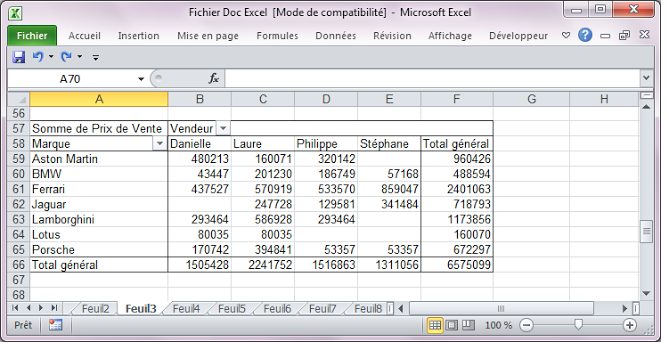 Fichier Doc Excel [Mode de compatibilité] - Microsoft Excel
Fichier Accueil Insertion Mise en page Formules Données Révision Affichage Développeur
A70 fx
A B C D E F G H
56
57 Somme de Prix de Vente Vendeur
58 Marque Danielle Laure Philippe Stéphane Total général
59 Aston Martin 480213 160071 320142 960426
60 BMW 43447 201230 186749 57168 488594
61 Ferrari 437527 570919 533570 859047 2401063
62 Jaguar 247728 129581 341484 718793
63 Lamborghini 293464 586928 293464 1173856
64 Lotus 80035 80035 160070
65 Porsche 170742 394841 53357 53357 672297
66 Total général 1505428 2241752 1516863 1311056 6575099
67
68
Feuil2 Feuil3 Feuil4 Feuil5 Feuil6 Feuil7 Feuil8
Prêt 100 %